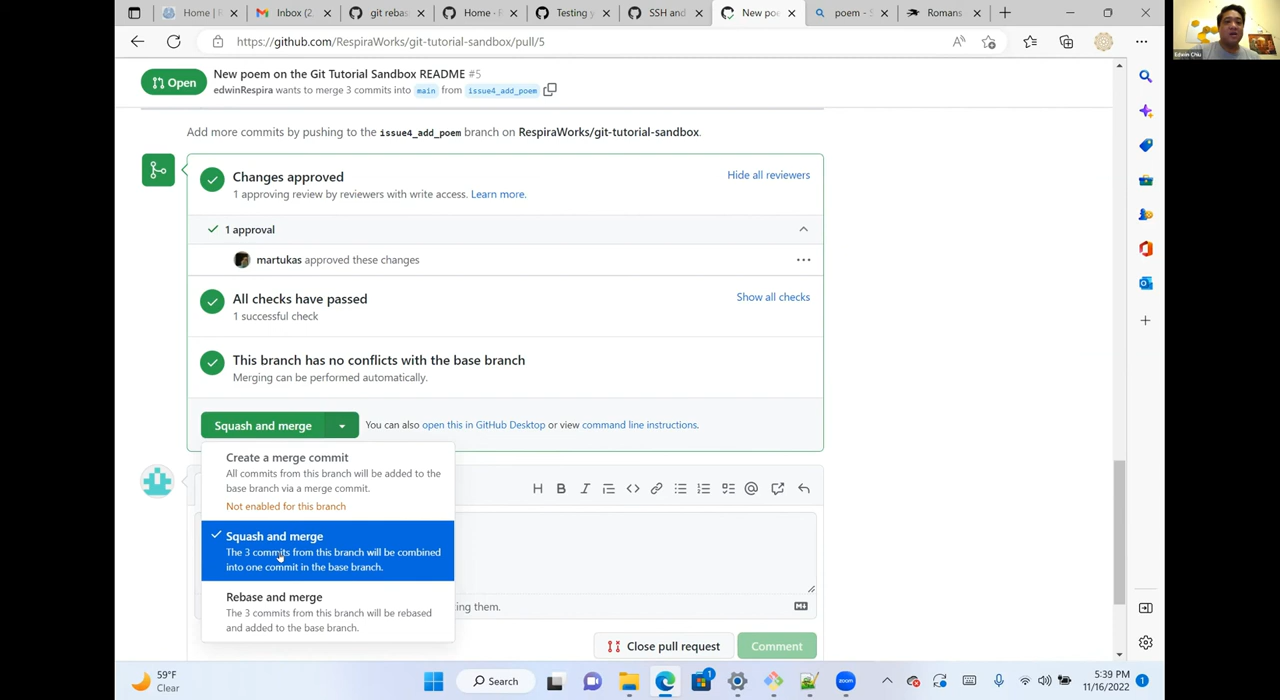 Home | R
Inbox (2,
git rebas
Home · F
Testing y
SSH and
New poe
poem - S
Romans
https://github.com/RespiraWorks/git-tutorial-sandbox/pull/5
Edwin Chiu
Open
New poem on the Git Tutorial Sandbox README #5
edwinRespira wants to merge 3 commits into main from issue4_add_poem
Add more commits by pushing to the issue4_add_poem branch on RespiraWorks/git-tutorial-sandbox.
Changes approved
Hide all reviewers
1 approving review by reviewers with write access. Learn more.
1 approval
martukas approved these changes
All checks have passed
Show all checks
1 successful check
This branch has no conflicts with the base branch
Merging can be performed automatically.
Squash and merge
You can also open this in GitHub Desktop or view command line instructions.
Create a merge commit
All commits from this branch will be added to the
base branch via a merge commit.
Not enabled for this branch
Squash and merge
The 3 commits from this branch will be combined
into one commit in the base branch.
Rebase and merge
The 3 commits from this branch will be rebased
and added to the base branch.
ing them.
Close pull request
Comment
59°F
Clear
Search
1
zoom
5:39 PM
11/16/2022
1